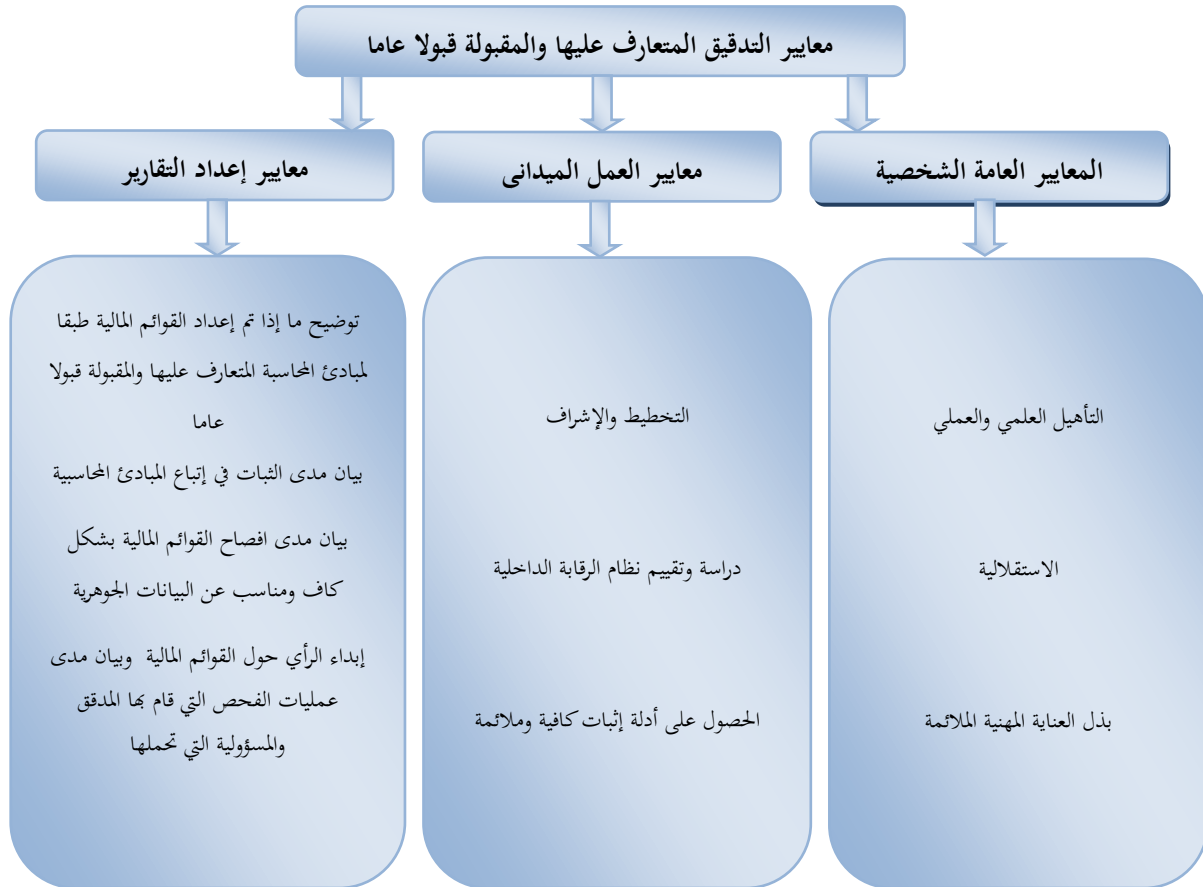 معايير التدقيق المتعارف عليها والمقبولة قبولا عاما
المعايير العامة الشخصية
معايير العمل الميدانى
معايير إعداد التقارير
التأهيل العلمي والعملي
الاستقلالية
بذل العناية المهنية الملائمة
التخطيط والإشراف
دراسة وتقييم نظام الرقابة الداخلية
الحصول على أدلة إثبات كافية وملائمة
توضيح ما إذا تم إعداد القوائم المالية طبقا
لمبادئ المحاسبة المتعارف عليها والمقبولة قبولا
عاما
بيان مدى الثبات في إتباع المبادئ المحاسبية
بيان مدى افصاح القوائم المالية بشكل
كاف ومناسب عن البيانات الجوهرية
إبداء الرأي حول القوائم المالية وبيان مدى
عمليات الفحص التي قام بها المدقق
والمسؤولية التي تحملها